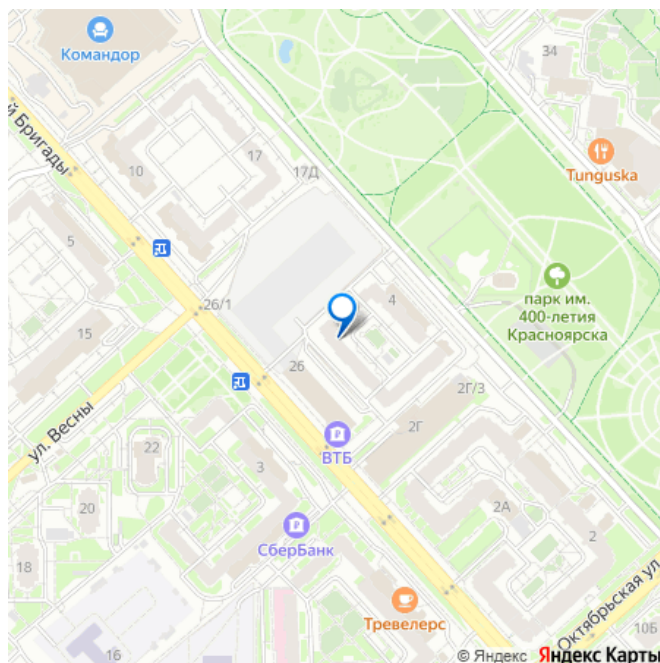 Командор
34
й Бригады
17
10
17Д
Tunguska
5
26/1
4
парк им.
400-летия
Красноярска
15
26
2Г/3
ул. Весны
2Г
22
ВТБ
3
20
2А
СберБанк
2
18
Октябрьская ул.
Тревелерс
16
10Б
© Яндекс Яндекс Карты